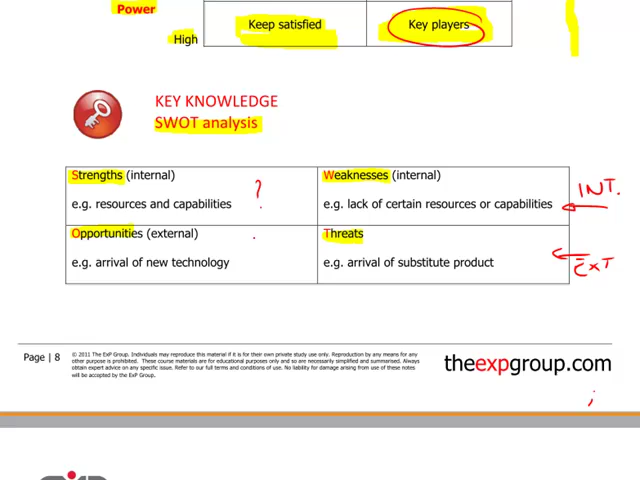 Power
Keep satisfied
Key players
High
KEY KNOWLEDGE
SWOT analysis
Strengths (internal)
Weaknesses (internal)
?
INT.
e.g. resources and capabilities
e.g. lack of certain resources or capabilities
Opportunities (external)
Threats
e.g. arrival of new technology
e.g. arrival of substitute product
EXT
Page | 8
© 2011 The ExP Group. Individuals may reproduce this material if it is for their own private study use only. Reproduction by any means for any
other purpose is prohibited. These course materials are for educational purposes only and so are necessarily simplified and summarised. Always
obtain expert advice on any specific issue. Refer to our full terms and conditions of use. No liability for damage arising from use of these notes
will be accepted by the ExP Group.
theexpgroup.com